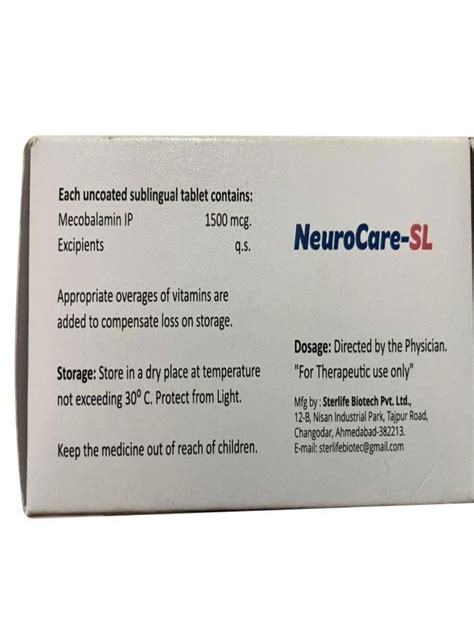 Each uncoated sublingual tablet contains:
Mecobalamin IP 1500 mcg.
Excipients q.s.
Appropriate overages of vitamins are
added to compensate loss on storage.
Storage: Store in a dry place at temperature
not exceeding 30⁰ C. Protect from Light.
Keep the medicine out of reach of children.
NeuroCare-SL
Dosage: Directed by the Physician.
"For Therapeutic use only"
Mfg by : Sterlife Biotech Pvt. Ltd.,
12-B, Nisan Industrial Park, Tajpur Road,
Changodar, Ahmedabad-382213.
E-mail: sterlifebiotec@gmail.com